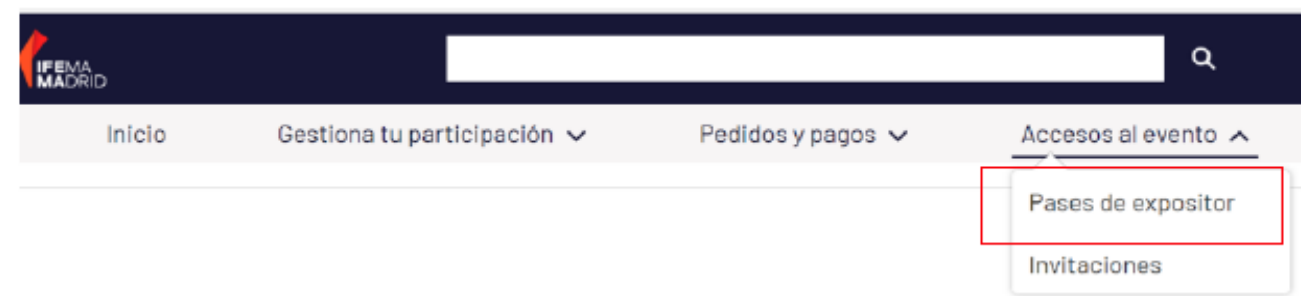 IFEMA
MADRID
Inicio
Gestiona tu participación
Pedidos y pagos
Accesos al evento
Pases de expositor
Invitaciones